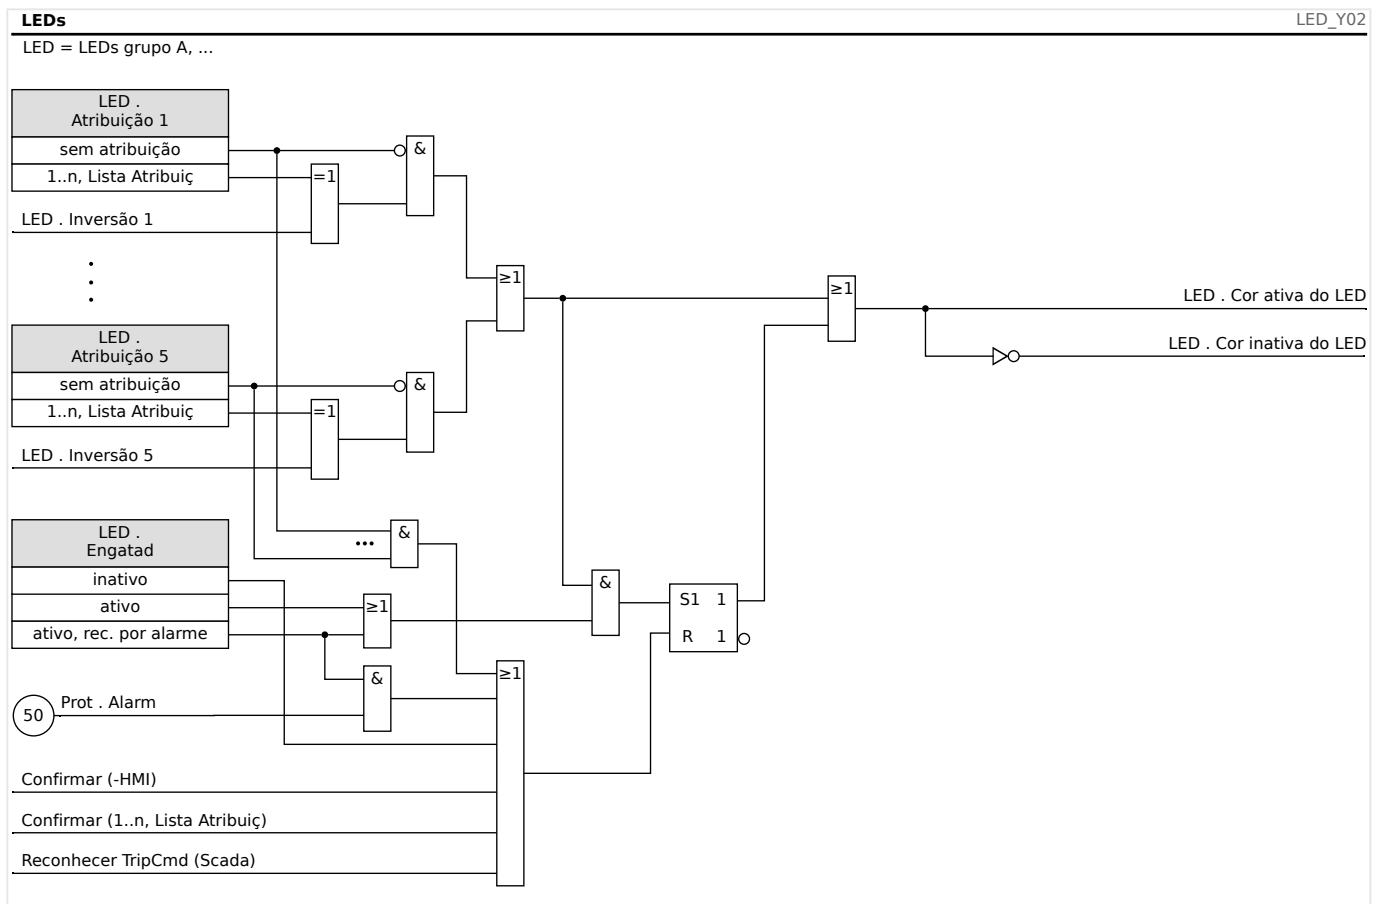 LEDs
LED_Y02
LED = LEDs grupo A, ...
LED .
Atribuição 1
sem atribuição
&
1..n, Lista Atribuiç
=1
LED . Inversão 1
≥1
≥1
LED . Cor ativa do LED
LED .
Atribuição 5
LED . Cor inativa do LED
sem atribuição
&
1..n, Lista Atribuiç
=1
LED . Inversão 5
LED .
Engatad
...
&
inativo
&
ativo
≥1
S1 1
ativo, rec. por alarme
R 1
&
≥1
50
Prot . Alarm
Confirmar (-HMI)
Confirmar (1..n, Lista Atribuiç)
Reconhecer TripCmd (Scada)